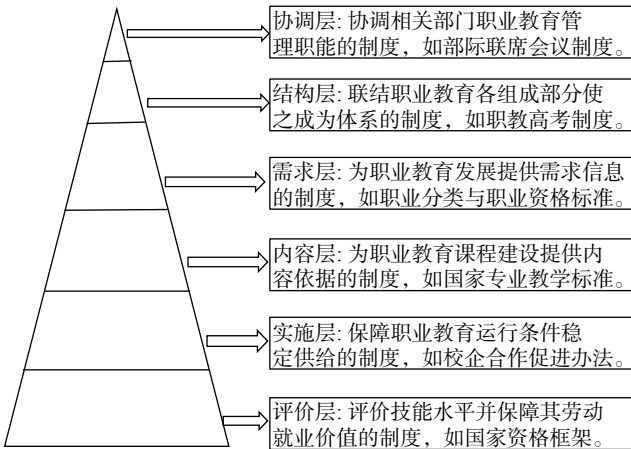 协调层: 协调相关部门职业教育管
理职能的制度，如部际联席会议制度。
结构层: 联结职业教育各组成部分使
之成为体系的制度，如职教高考制度。
需求层: 为职业教育发展提供需求信息
的制度，如职业分类与职业资格标准。
内容层: 为职业教育课程建设提供内
容依据的制度，如国家专业教学标准。
实施层: 保障职业教育运行条件稳
定供给的制度，如校企合作促进办法。
评价层: 评价技能水平并保障其劳动
就业价值的制度，如国家资格框架。